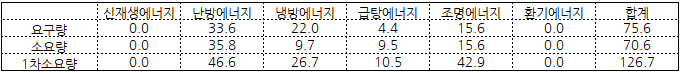 신재생에너지 난방에너지 냉방에너지 급탕에너지 조명에너지 환기에너지 합계
요구량 0.0 33.6 22.0 4.4 15.6 0.0 75.6
소요량 0.0 35.8 9.7 9.5 15.6 0.0 70.6
1차소요량 0.0 46.6 26.7 10.5 42.9 0.0 126.7